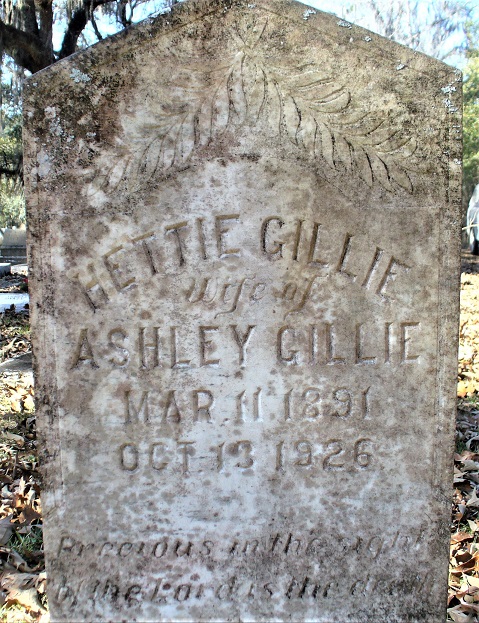 HETTIE GILLIE
Wife of
ASHLEY GILLIE
MAR 11 1891
OCT 13 1926
Precious in the sight
of the Lord is the death